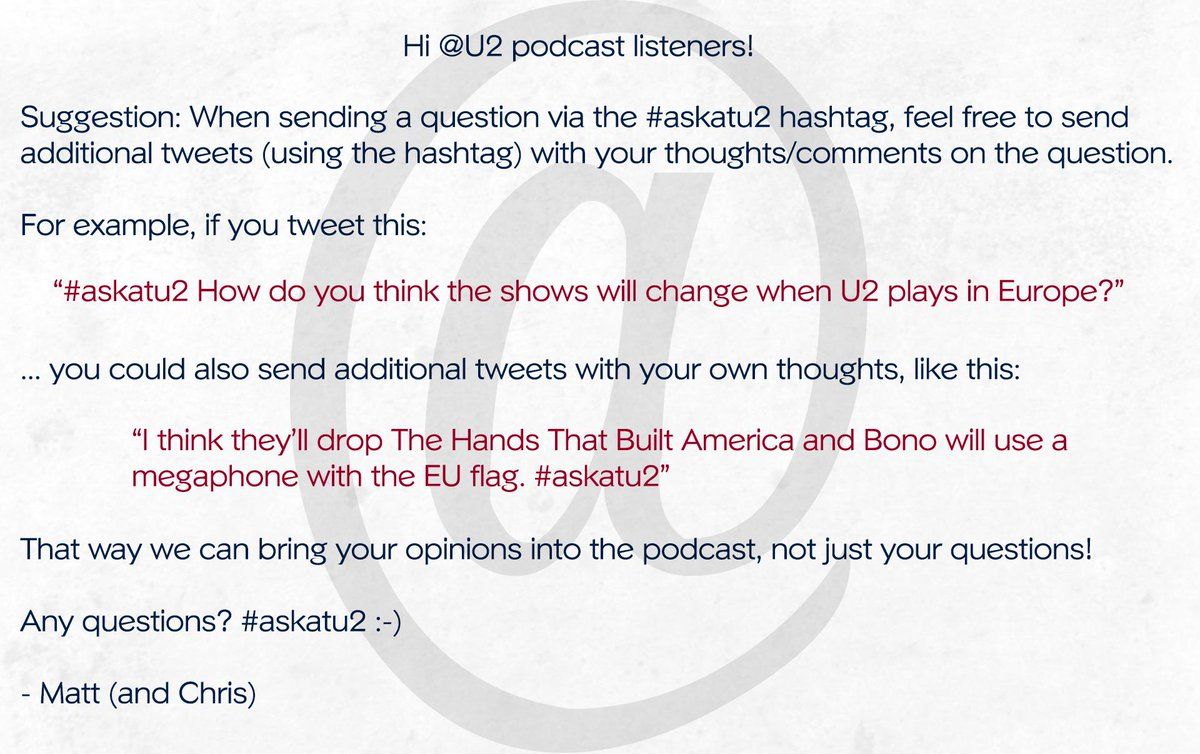 Hi @U2 podcast listeners!
Suggestion: When sending a question via the #askatu2 hashtag, feel free to send
additional tweets (using the hashtag) with your thoughts/comments on the question.
For example, if you tweet this:
“#askatu2 How do you think the shows will change when U2 plays in Europe?”
... you could also send additional tweets with your own thoughts, like this:
“I think they’ll drop The Hands That Built America and Bono will use a
megaphone with the EU flag. #askatu2”
That way we can bring your opinions into the podcast, not just your questions!
Any questions? #askatu2 :-)
- Matt (and Chris)